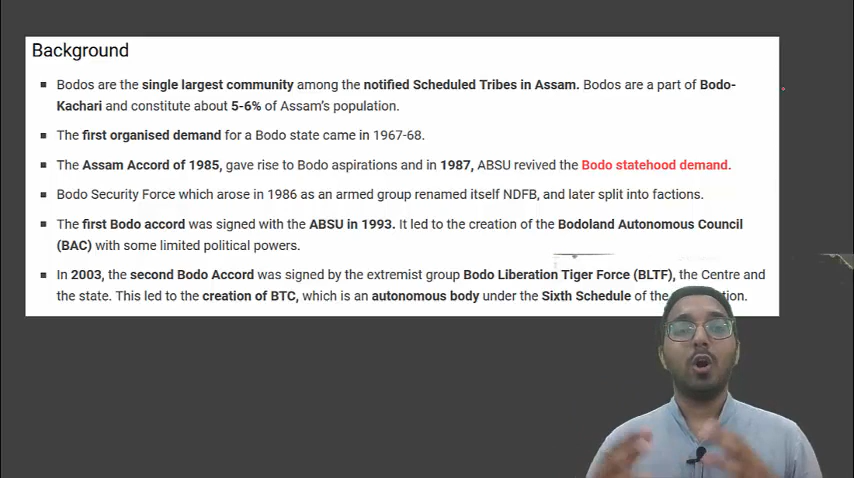 Background
Bodos are the single largest community among the notified Scheduled Tribes in Assam. Bodos are a part of Bodo-
Kachari and constitute about 5-6% of Assam's population.
The first organised demand for a Bodo state came in 1967-68.
The Assam Accord of 1985, gave rise to Bodo aspirations and in 1987, ABSU revived the Bodo statehood demand.
Bodo Security Force which arose in 1986 as an armed group renamed itself NDFB, and later split into factions.
The first Bodo accord was signed with the ABSU in 1993. It led to the creation of the Bodoland Autonomous Council
(BAC) with some limited political powers.
In 2003, the second Bodo Accord was signed by the extremist group Bodo Liberation Tiger Force (BLTF), the Centre and
the state. This led to the creation of BTC, which is an autonomous body under the Sixth Schedule of the